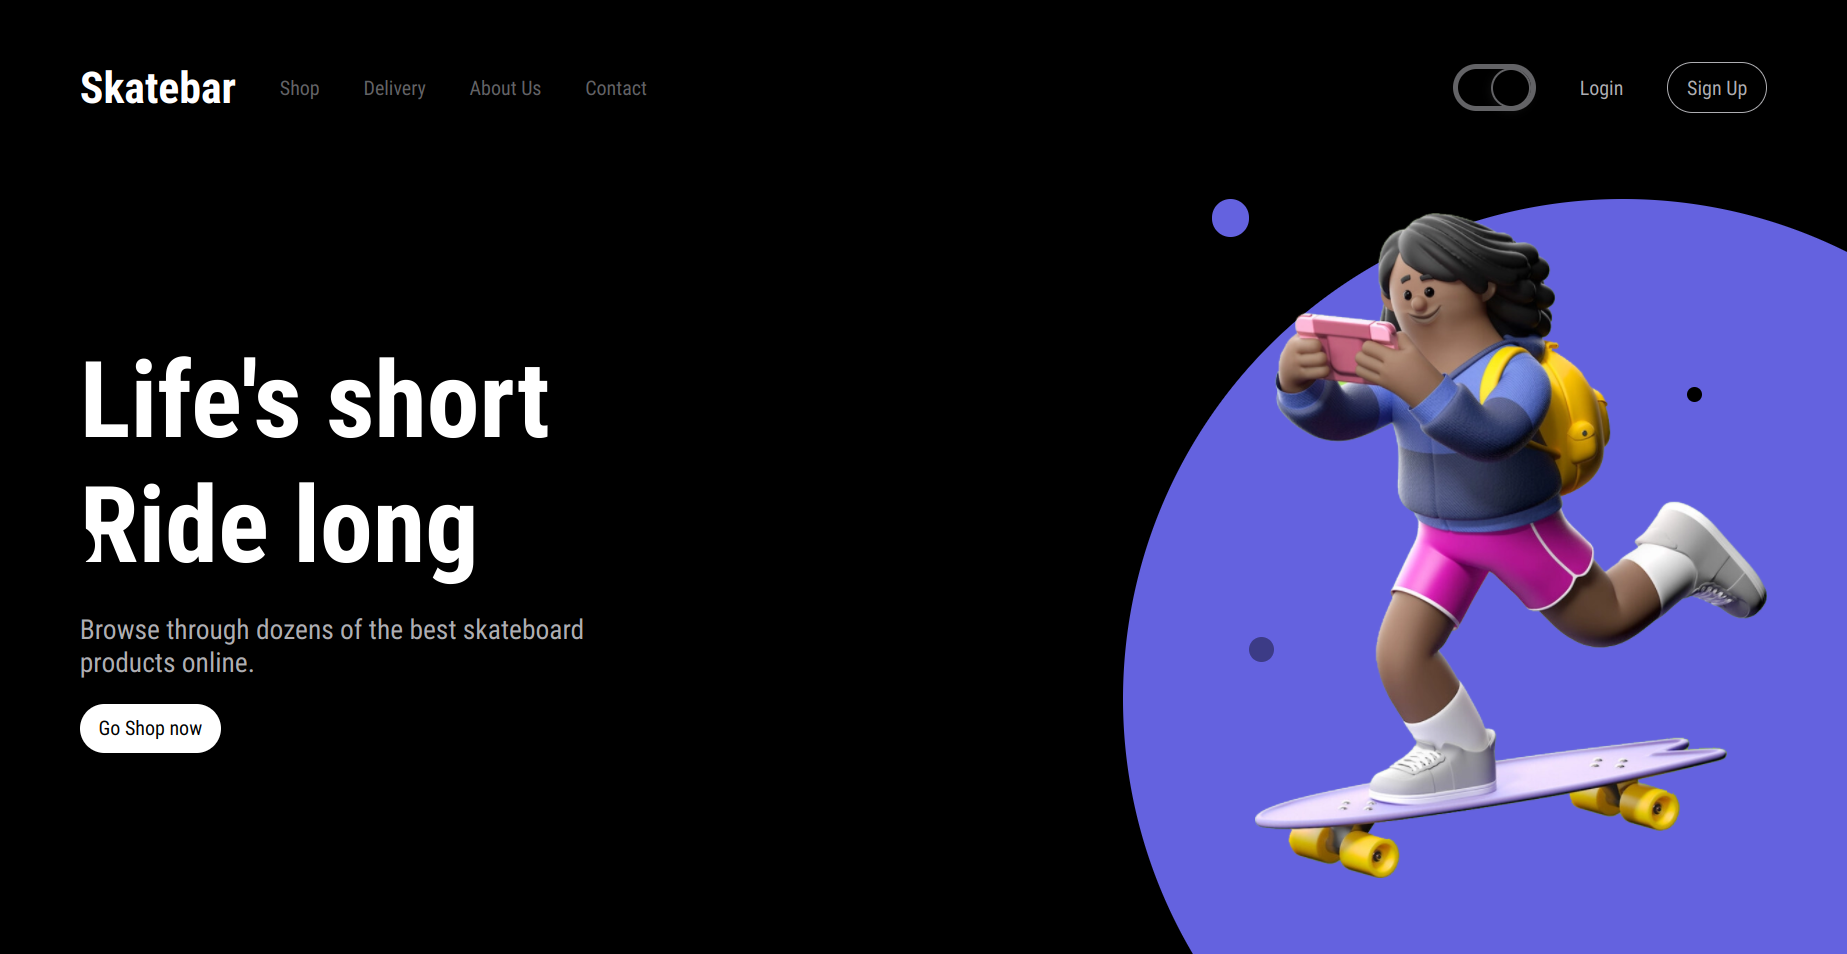 Skatebar
Shop
Delivery
About Us
Contact
Login
Sign Up
Life's short
Ride long
Browse through dozens of the best skateboard
products online.
Go Shop now